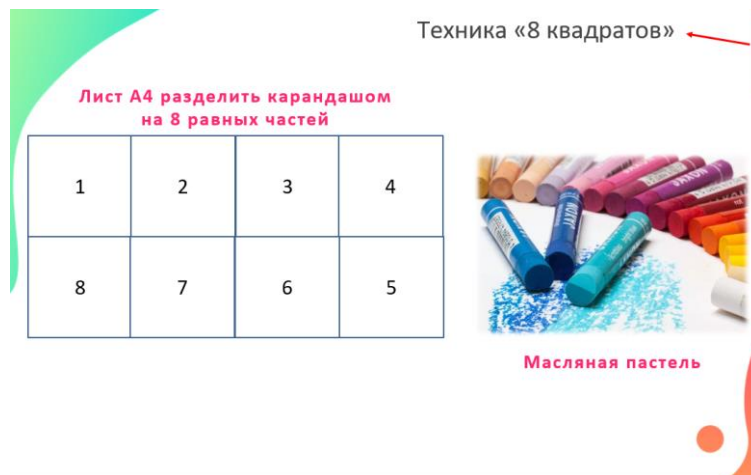 Техника «8 квадратов»
Лист А4 разделить карандашом
на 8 равных частей
1 2 3 4
8 7 6 5
Масляная пастель